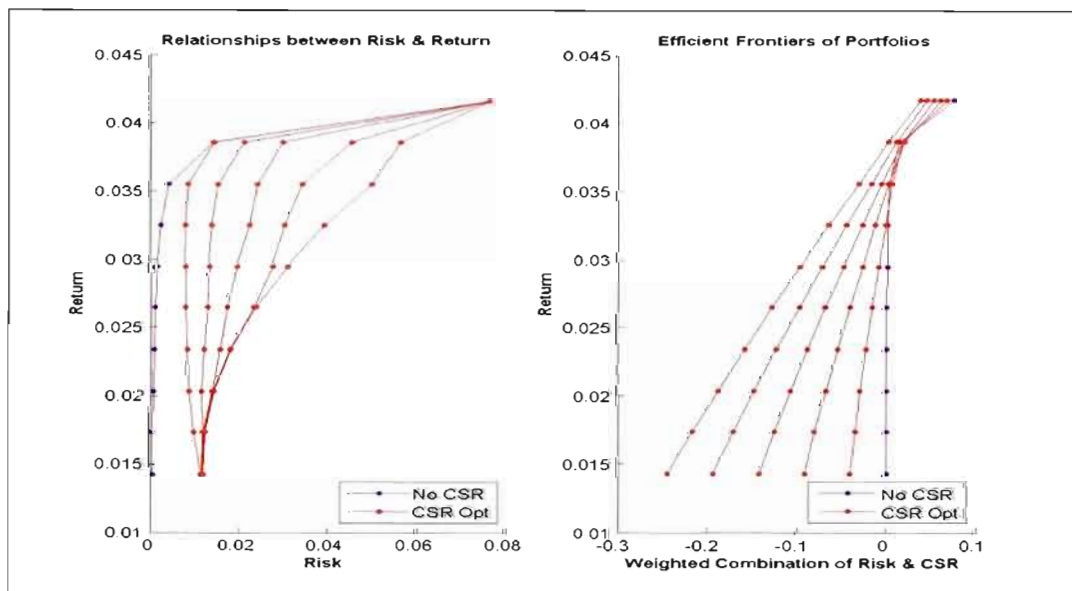 Relationships between Risk & Return
0.045
0.04
0.035
0.03
0.025
0.02
0.015
0.01
Return
0
0.02
0.04
0.06
0.08
Risk
No CSR
CSR Opt
Efficient Frontiers of Portfolios
0.045
0.04
0.035
0.03
0.025
0.02
0.015
0.01
Return
-0.3
-0.2
-0.1
0
0.1
Weighted Combination of Risk & CSR
No CSR
CSR Opt